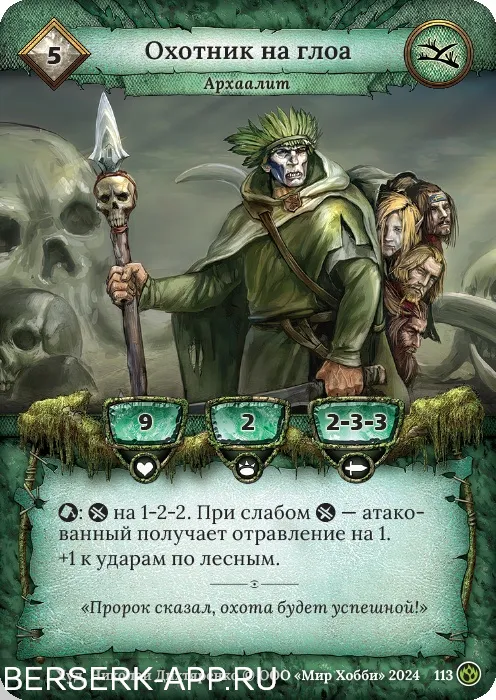 5
Охотник на глоа
Архаалит
9
2
2-3-3
: на 1-2-2. При слабом — атако-
ванный получает отравление на 1.
+1 к ударам по лесным.
«Пророк сказал, охота будет успешной!»
© ООО «Мир Хобби» 2024 113
BERSERK-APP.RU